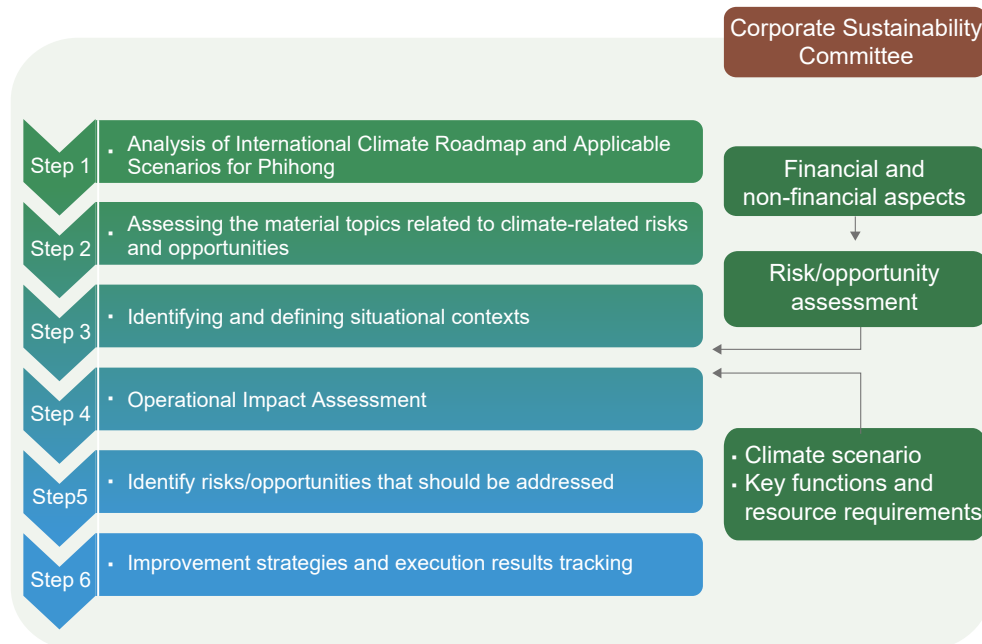 Corporate Sustainability
Committee
Step 1
▪ Analysis of International Climate Roadmap and Applicable
Scenarios for Phihong
Step 2
▪ Assessing the material topics related to climate-related risks
and opportunities
Step 3
▪ Identifying and defining situational contexts
Step 4
▪ Operational Impact Assessment
Step5
▪ Identify risks/opportunities that should be addressed
Step 6
▪ Improvement strategies and execution results tracking
Financial and
non-financial aspects
Risk/opportunity
assessment
▪ Climate scenario
▪ Key functions and
resource requirements